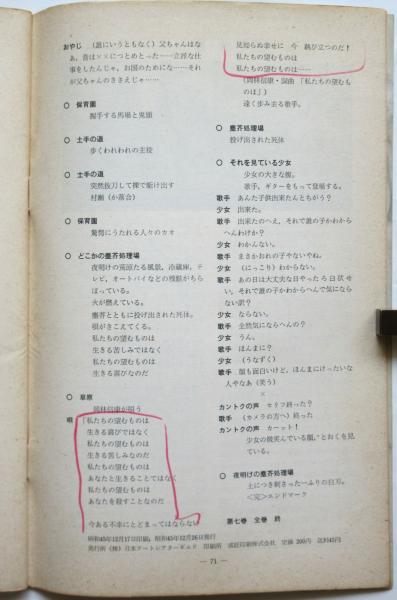 おやじ （誰にいうともなく）父ちゃんはな
ぁ、昔は××につとめとった……立派な仕
事をしたんじゃ、お国のためにな……それ
が父ちゃんのささえじゃ……
○ 保育園
握手する馬場と鬼頭
○ 土手の道
歩くわれわれの主役
○ 土手の道
突然抜刀して裸で駈け出す
村瀬（か落合）
○ 保育園
驚愕にうたれる人々のカオ
○ どこかの塵芥処理場
夜明けの荒涼たる風景、冷蔵庫、テ
レビ、オートバイなどの残骸がちら
ばっている。
火が燃えている。
塵芥とともに投げ出された死体。
唄がきこえてくる。
私たちの望むものは
生きる苦しみではなく
私たちの望むものは
生きる喜びなのだ
○ 草原
岡林信康が唄う
唄 「私たちの望むものは
生きる喜びではなく
私たちの望むものは
生きる苦しみなのだ
私たちの望むものは
あなたと生きることではなく
私たちの望むものは
あなたを殺すことなのだ
今ある不幸にとどまってはならない
見知らぬ幸せに 今 跳び立つのだ！
私たちの望むものは
私たちの望むものは……
（岡林信康・詞曲 「私たちの望むも
のは」）
遠く歩み去る歌手。
○ 塵芥処理場
投げ出された死体
○ それを見ている少女
少女の大きな腹。
歌手、ギターをもって登場する。
歌手 あんた子供出来たんとちがう？
少女 出来た。
歌手 出来たのへえ、それで誰の子かわから
へんわけか？
少女 わかんない。
歌手 まさかおれの子やないやね。
少女 （にっこり）わからない。
歌手 あの日は大丈夫な日やったろ白状せ
い。それで誰の子かわからへんで気になら
ない訳？
少女 ならない。
歌手 全然気にならへんの？
少女 うん。
歌手 ほんまに？
少女 （うなずく）
歌手 顔も面白いけど、ほんまにけったいな
人やなあ（笑う）
×
カントクの声 セリフ終った？
歌手 （カメラの方へ）終った
カントクの声 カーット！
少女の微笑んでいる顔。とおくを見
ている。
○ 夜明けの塵芥処理場
土につき刺さった一ふりの白刃。
＜完＞エンドマーク
第七巻 全巻 終
昭和45年12月17日印刷；昭和45年12月26日発行
発行所（株）日本アートシアターギルド 印刷所 成旺印刷株式会社 定価 200円 送料45円
— 71 —